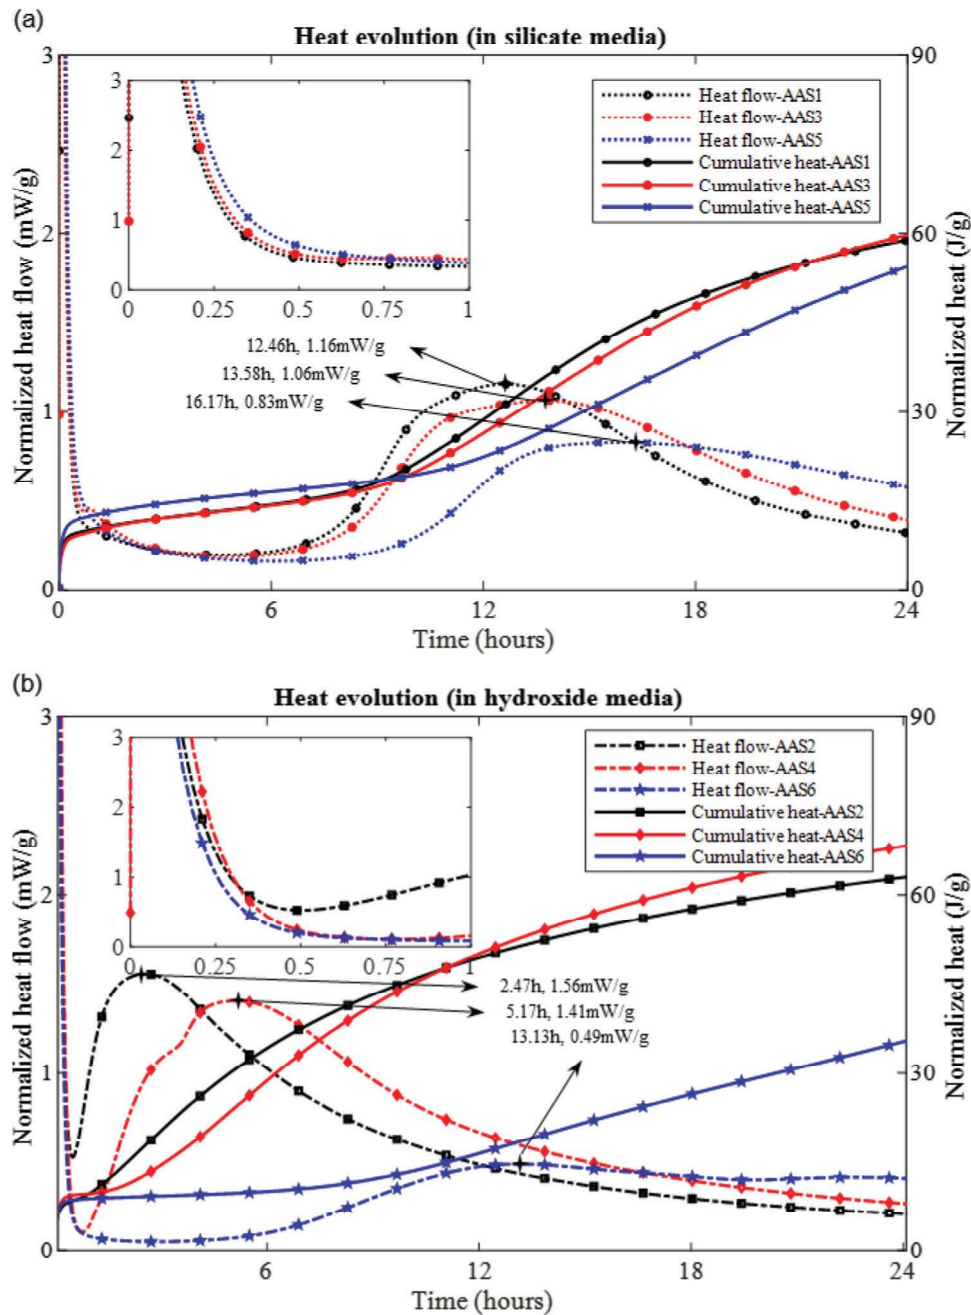 (a)
Heat evolution (in silicate media)
3
2
1
0
Normalized heat flow (mW/g)
3
2
1
0
0
0.25
0.5
0.75
1
Heat flow-AAS1
Heat flow-AAS3
Heat flow-AAS5
Cumulative heat-AAS1
Cumulative heat-AAS3
Cumulative heat-AAS5
12.46h, 1.16mW/g
13.58h, 1.06mW/g
16.17h, 0.83mW/g
90
60
30
0
Normalized heat (J/g)
0
6
12
18
24
Time (hours)
(b)
Heat evolution (in hydroxide media)
3
2
1
0
Normalized heat flow (mW/g)
3
2
1
0
0
0.25
0.5
0.75
1
Heat flow-AAS2
Heat flow-AAS4
Heat flow-AAS6
Cumulative heat-AAS2
Cumulative heat-AAS4
Cumulative heat-AAS6
2.47h, 1.56mW/g
5.17h, 1.41mW/g
13.13h, 0.49mW/g
90
60
30
0
Normalized heat (J/g)
6
12
18
24
Time (hours)